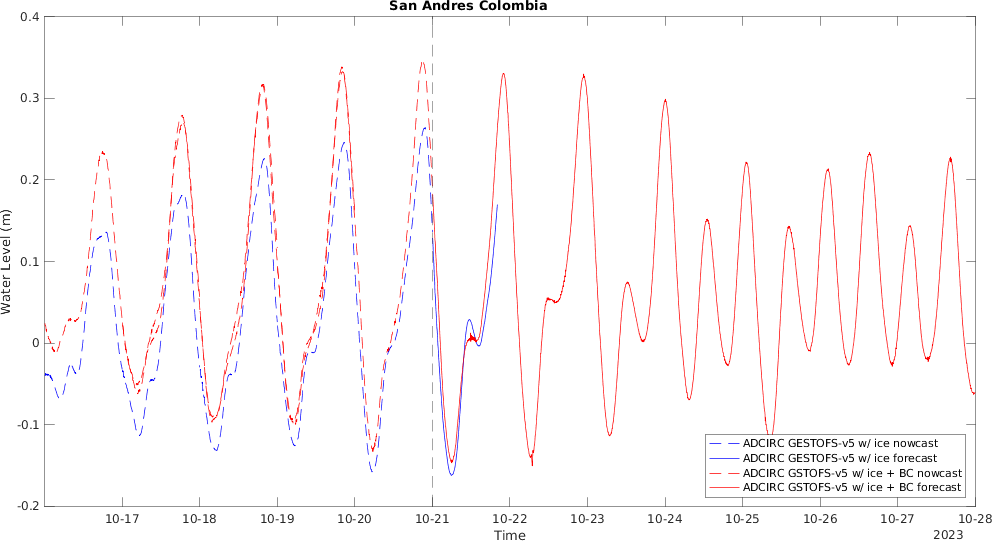 San Andres Colombia
0.4
0.3
0.2
0.1
0
-0.1
-0.2
Water Level (m)
10-17
10-18
10-19
10-20
10-21
10-22
10-23
10-24
10-25
10-26
10-27
10-28
Time
2023
ADCIRC GESTOFS-v5 w/ ice nowcast
ADCIRC GESTOFS-v5 w/ ice forecast
ADCIRC GSTOFS-v5 w/ ice + BC nowcast
ADCIRC GSTOFS-v5 w/ ice + BC forecast